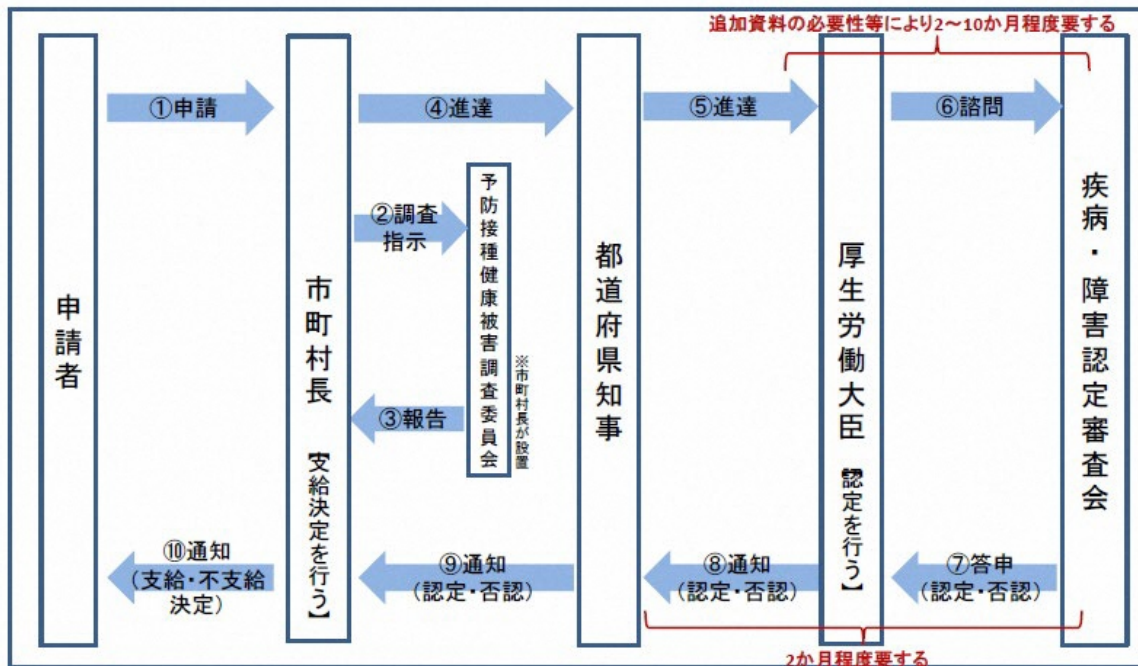 追加資料の必要性等により2～10か月程度要する
①申請
④進達
⑤進達
⑥諮問
②調査
指示
③報告
予防接種健康被害調査委員会
※市町村長が設置
申請者
市町村長 【支給決定を行う】
都道府県知事
厚生労働大臣 【認定を行う】
疾病・障害認定審査会
⑦答申
(認定・否認)
⑧通知
(認定・否認)
⑨通知
(認定・否認)
⑩通知
(支給・不支給
決定)
2か月程度要する